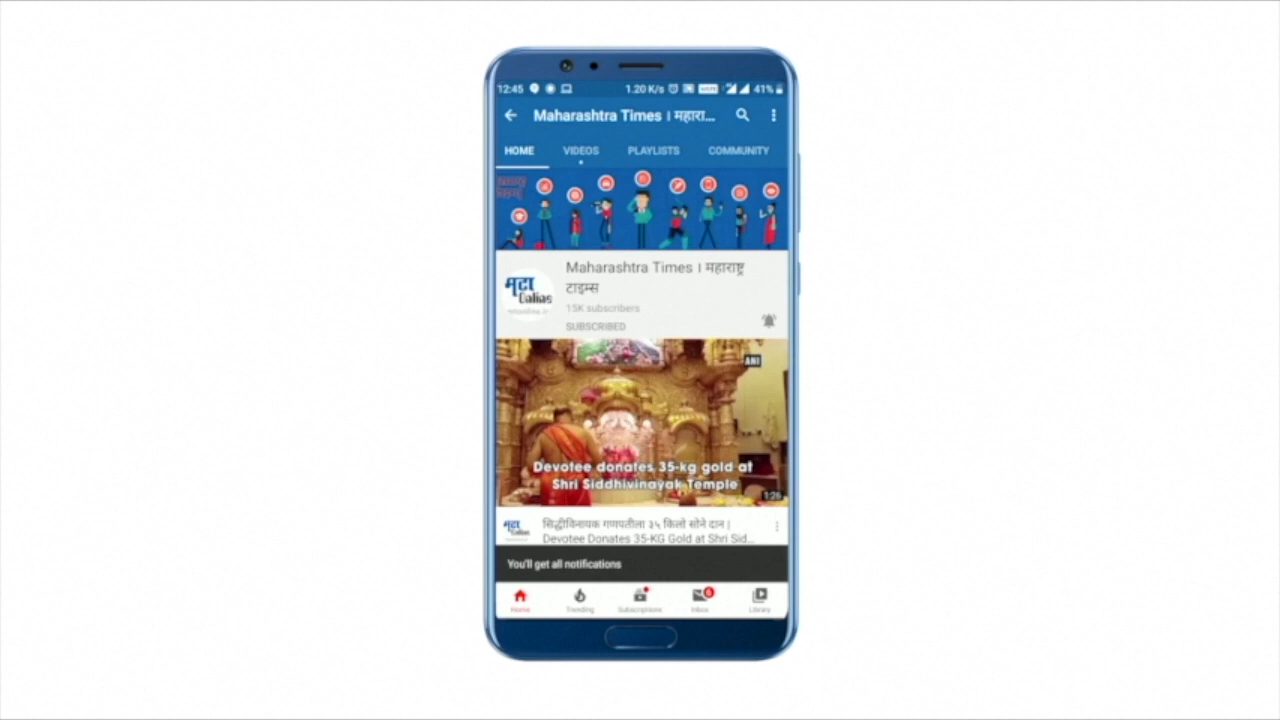 12:45
1.20 K/s
41%
Maharashtra Times । महारा...
HOME
VIDEOS
PLAYLISTS
COMMUNITY
Maharashtra Times । महाराष्ट्र
टाइम्स
15K subscribers
SUBSCRIBED
मटा
Online
ANI
Devotee donates 35-kg gold at
Shri Siddhivinayak Temple
1:26
मटा
Online
सिद्धीविनायक गणपतीला ३५ किलो सोने दान |
Devotee Donates 35-KG Gold at Shri Sid...
You'll get all notifications
6
Home
Trending
Subscriptions
Inbox
Library